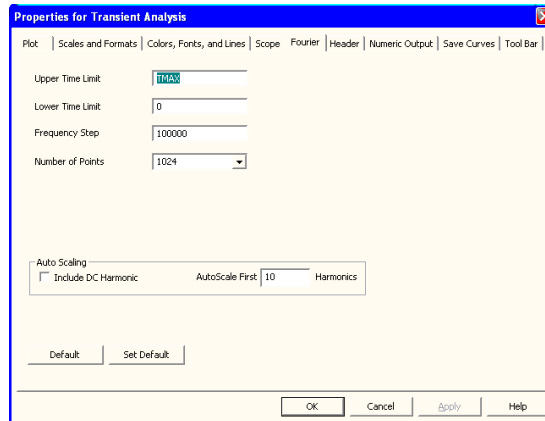 Properties for Transient Analysis
Plot Scales and Formats Colors, Fonts, and Lines Scope Fourier Header Numeric Output Save Curves Tool Bar
Upper Time Limit TMAX
Lower Time Limit 0
Frequency Step 100000
Number of Points 1024
Auto Scaling
Include DC Harmonic AutoScale First 10 Harmonics
Default Set Default
OK Cancel Apply Help